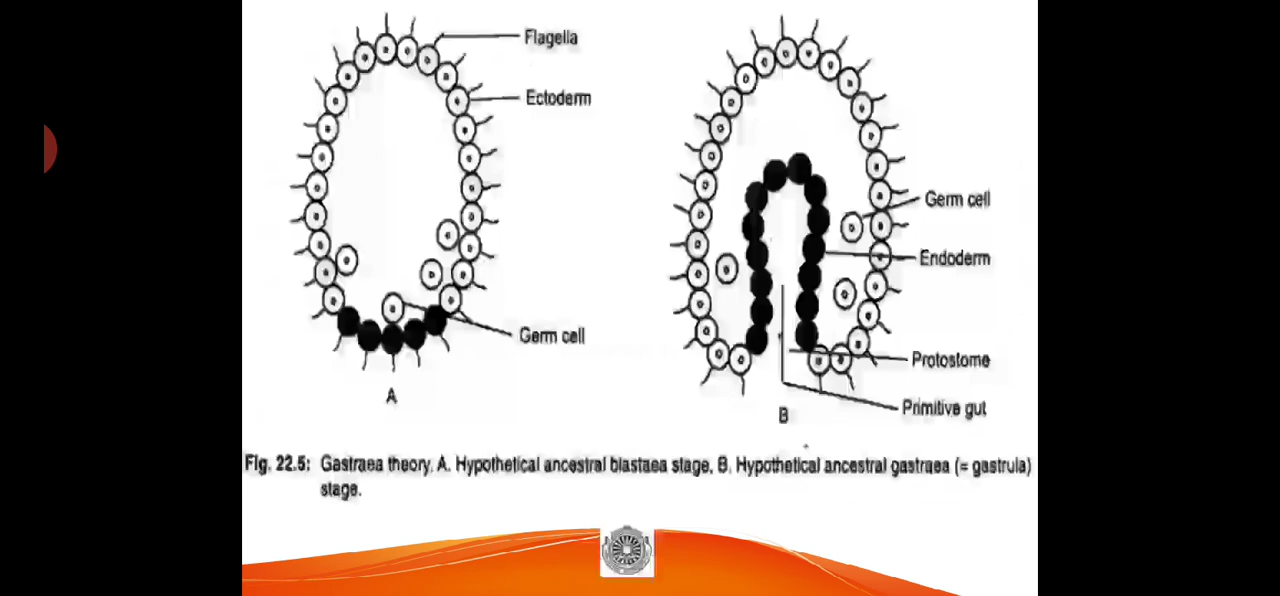 Flagella
Ectoderm
Germ cell
A
Germ cell
Endoderm
Protostome
Primitive gut
B
Fig. 22.5: Gastraea theory. A. Hypothetical ancestral blastaea stage, B. Hypothetical ancestral gastraea (= gastrula)
stage.